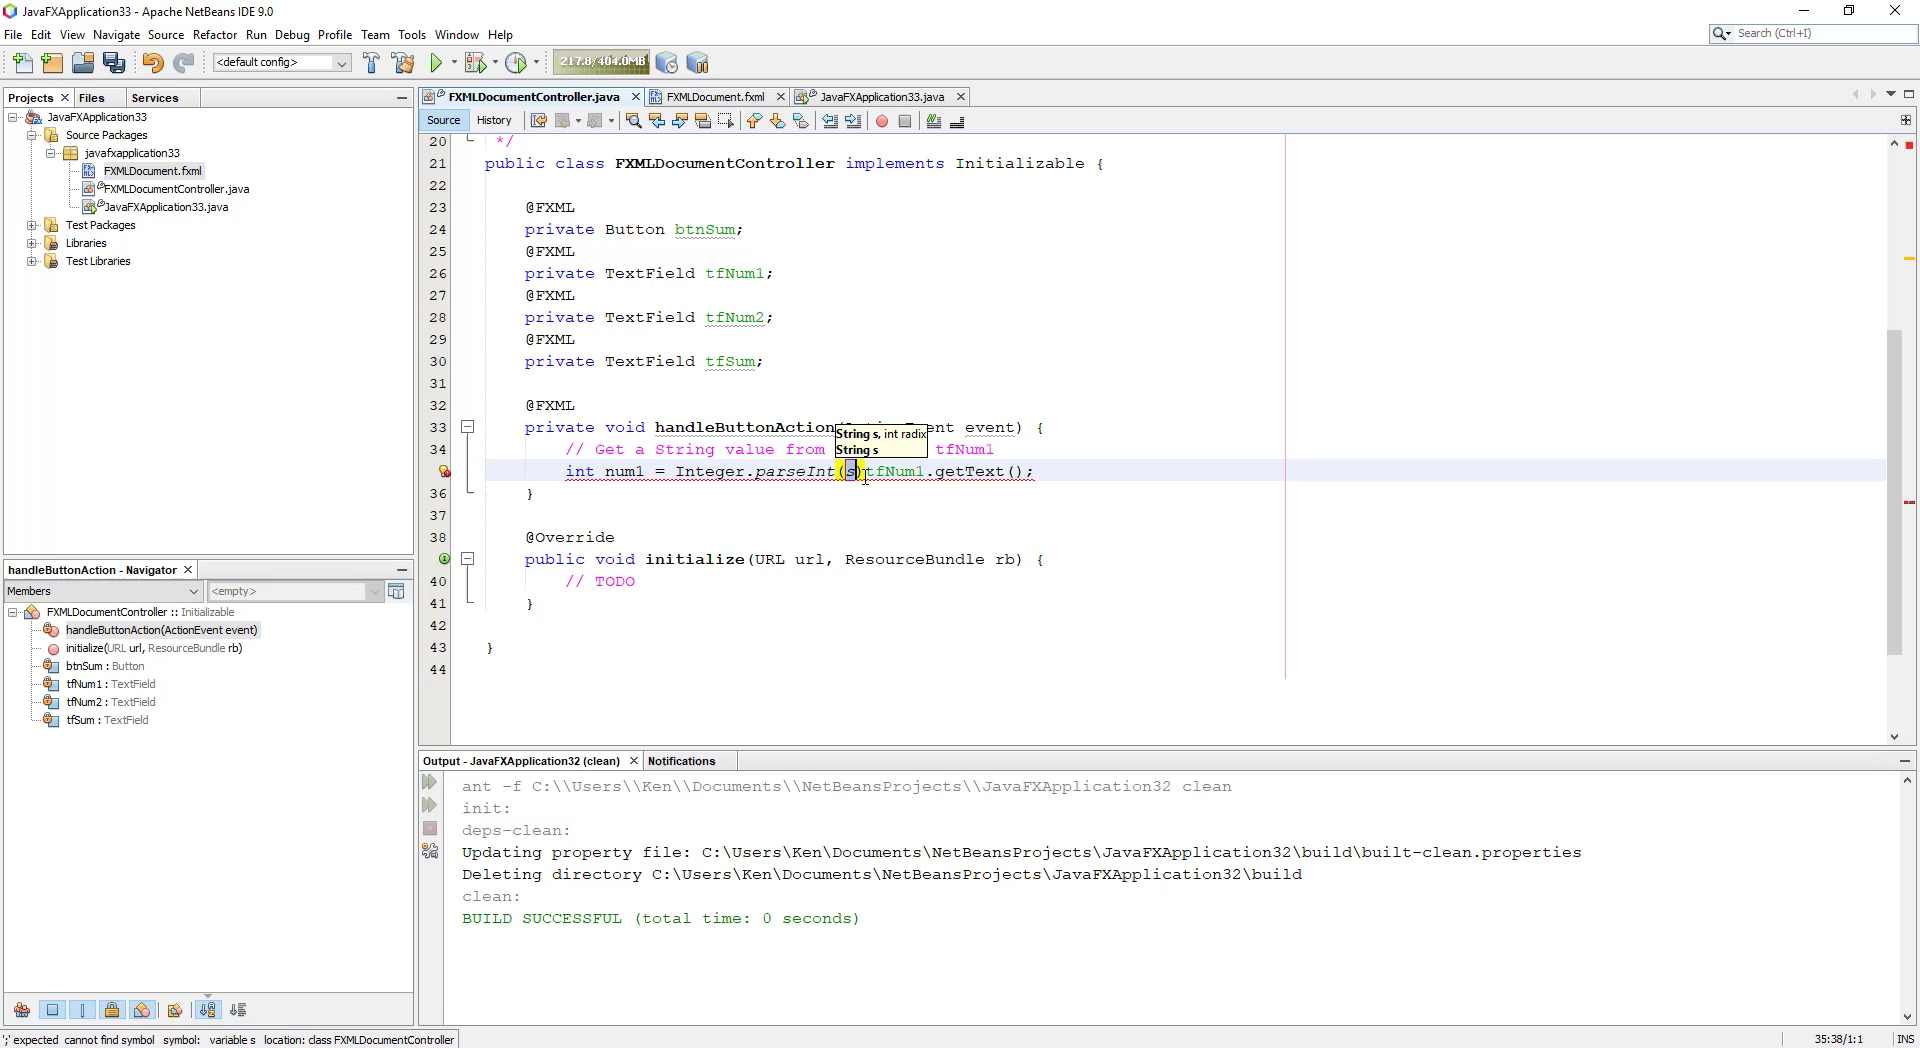 JavaFXApplication33 - Apache NetBeans IDE 9.0
File Edit View Navigate Source Refactor Run Debug Profile Team Tools Window Help
Search (Ctrl+I)
<default config>
217.8/404.0MB
Projects Files Services
JavaFXApplication33
Source Packages
javafxapplication33
FXMLDocument.fxml
FXMLDocumentController.java
JavaFXApplication33.java
Test Packages
Libraries
Test Libraries
FXMLDocumentController.java FXMLDocument.fxml JavaFXApplication33.java
Source History
20 */
21 public class FXMLDocumentController implements Initializable {
22
23 @FXML
24 private Button btnSum;
25 @FXML
26 private TextField tfNum1;
27 @FXML
28 private TextField tfNum2;
29 @FXML
30 private TextField tfSum;
31
32 @FXML
33 private void handleButtonAction( Event event) {
String s, int radix
34 // Get a String value from tfNum1
String s
int num1 = Integer.parseInt(s)tfNum1.getText();
36 }
37
38 @Override
public void initialize(URL url, ResourceBundle rb) {
40 // TODO
41 }
42
43 }
44
handleButtonAction - Navigator
Members <empty>
FXMLDocumentController :: Initializable
handleButtonAction(ActionEvent event)
initialize(URL url, ResourceBundle rb)
btnSum : Button
tfNum1 : TextField
tfNum2 : TextField
tfSum : TextField
Output - JavaFXApplication32 (clean) Notifications
ant -f C:\\Users\\Ken\\Documents\\NetBeansProjects\\JavaFXApplication32 clean
init:
deps-clean:
Updating property file: C:\Users\Ken\Documents\NetBeansProjects\JavaFXApplication32\build\built-clean.properties
Deleting directory C:\Users\Ken\Documents\NetBeansProjects\JavaFXApplication32\build
clean:
BUILD SUCCESSFUL (total time: 0 seconds)
';' expected cannot find symbol symbol: variable s location: class FXMLDocumentController
35:38/1:1 INS